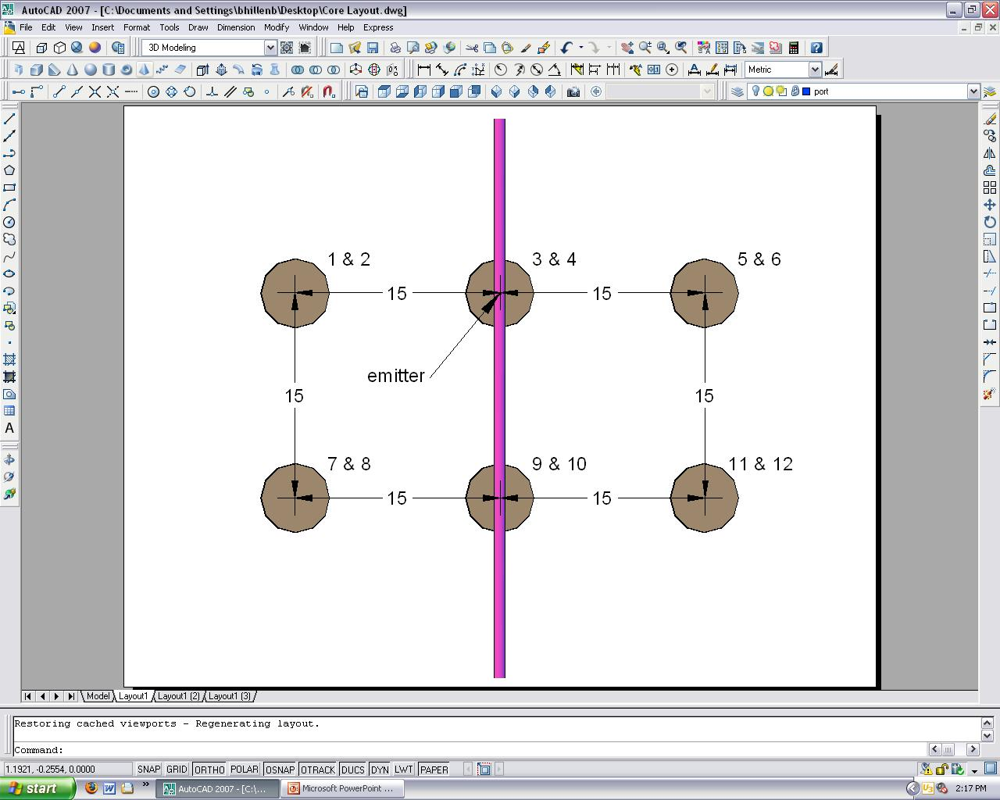 AutoCAD 2007 - [C:\Documents and Settings\bhillenb\Desktop\Core Layout.dwg]
File Edit View Insert Format Tools Draw Dimension Modify Window Help Express
3D Modeling
Metric
port
1 & 2
3 & 4
5 & 6
15
15
emitter
15
15
7 & 8
9 & 10
11 & 12
15
15
A
Model Layout1 Layout1 (2) Layout1 (3)
Restoring cached viewports - Regenerating layout.
Command:
1.1921, -0.2554, 0.0000 SNAP GRID ORTHO POLAR OSNAP OTRACK DUCS DYN LWT PAPER
start AutoCAD 2007 - [C:\... Microsoft PowerPoint ... 2:17 PM